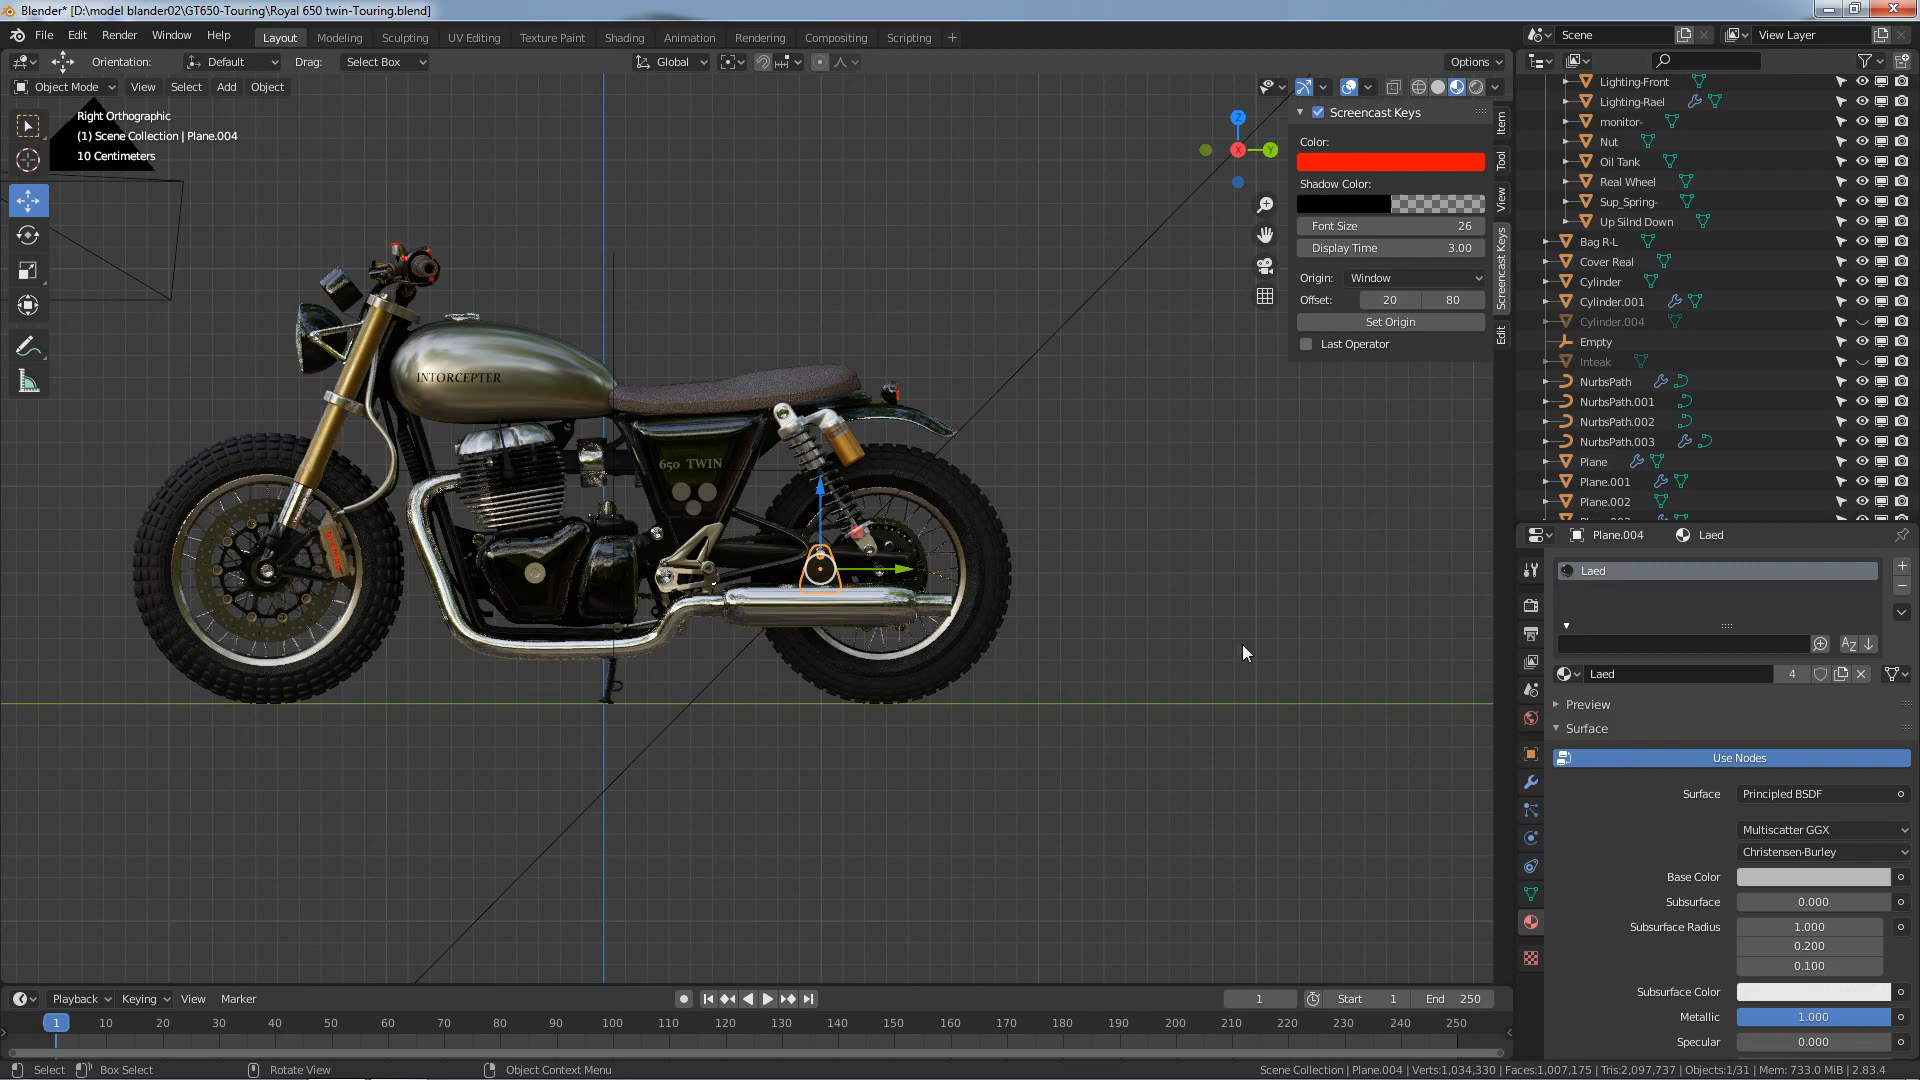 Blender* [D:\model blander02\GT650-Touring\Royal 650 twin-Touring.blend]
File Edit Render Window Help
Layout Modeling Sculpting UV Editing Texture Paint Shading Animation Rendering Compositing Scripting +
Scene
View Layer
Orientation: Default Drag: Select Box
Global
Options
Object Mode View Select Add Object
Right Orthographic
(1) Scene Collection | Plane.004
10 Centimeters
Z
X
Y
Screencast Keys
Color:
Shadow Color:
Font Size 26
Display Time 3.00
Origin: Window
Offset: 20 80
Set Origin
Last Operator
Item
Tool
View
Screencast Keys
Edit
INTORCEPTER
650 TWIN
brembo
Lighting-Front
Lighting-Rael
monitor-
Nut
Oil Tank
Real Wheel
Sup_Spring-
Up Silnd Down
Bag R-L
Cover Real
Cylinder
Cylinder.001
Cylinder.004
Empty
Inteak
NurbsPath
NurbsPath.001
NurbsPath.002
NurbsPath.003
Plane
Plane.001
Plane.002
Plane.004 Laed
Laed
Laed 4
Preview
Surface
Use Nodes
Surface Principled BSDF
Multiscatter GGX
Christensen-Burley
Base Color
Subsurface 0.000
Subsurface Radius 1.000
0.200
0.100
Subsurface Color
Metallic 1.000
Specular 0.000
Playback Keying View Marker
1 Start 1 End 250
1 10 20 30 40 50 60 70 80 90 100 110 120 130 140 150 160 170 180 190 200 210 220 230 240 250
Select Box Select Rotate View Object Context Menu
Scene Collection | Plane.004 | Verts:1,034,330 | Faces:1,007,175 | Tris:2,097,737 | Objects:1/31 | Mem: 733.0 MiB | 2.83.4